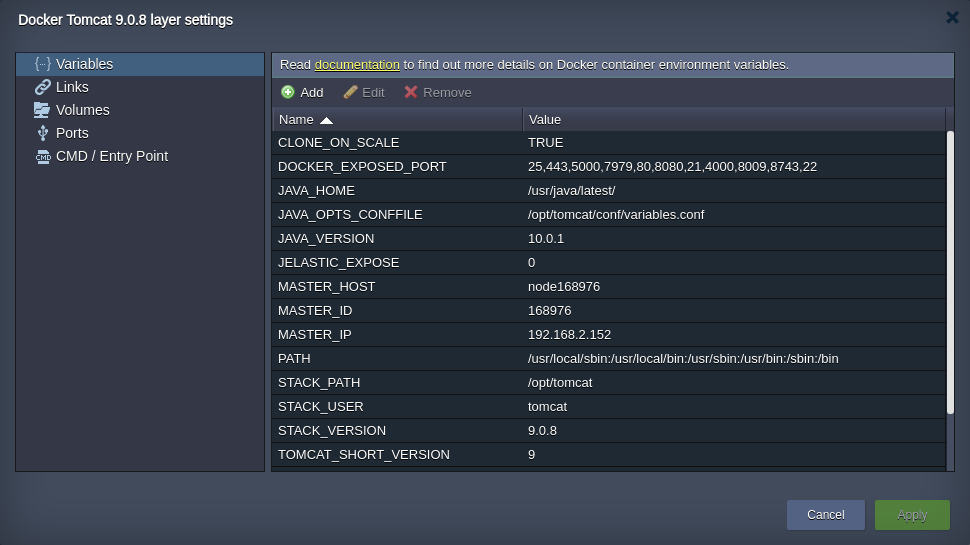 Docker Tomcat 9.0.8 layer settings
Variables
Links
Volumes
Ports
CMD CMD / Entry Point
Read documentation to find out more details on Docker container environment variables.
Add Edit Remove
Name Value
CLONE_ON_SCALE TRUE
DOCKER_EXPOSED_PORT 25,443,5000,7979,80,8080,21,4000,8009,8743,22
JAVA_HOME /usr/java/latest/
JAVA_OPTS_CONFFILE /opt/tomcat/conf/variables.conf
JAVA_VERSION 10.0.1
JELASTIC_EXPOSE 0
MASTER_HOST node168976
MASTER_ID 168976
MASTER_IP 192.168.2.152
PATH /usr/local/sbin:/usr/local/bin:/usr/sbin:/usr/bin:/sbin:/bin
STACK_PATH /opt/tomcat
STACK_USER tomcat
STACK_VERSION 9.0.8
TOMCAT_SHORT_VERSION 9
Cancel Apply